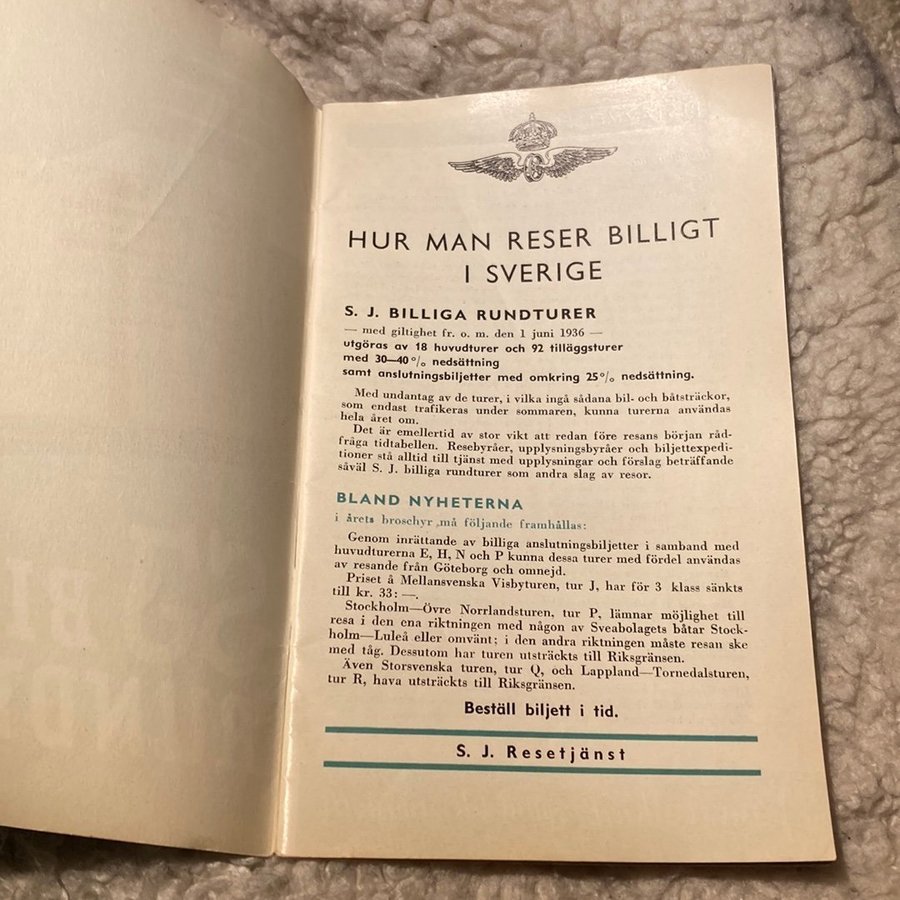 HUR MAN RESER BILLIGT
I SVERIGE
S. J. BILLIGA RUNDTURER
— med giltighet fr. o. m. den 1 juni 1936 —
utgöras av 18 huvudturer och 92 tilläggsturer
med 30—40 % nedsättning
samt anslutningsbiljetter med omkring 25 % nedsättning.
Med undantag av de turer, i vilka ingå sådana bil- och båtsträckor,
som endast trafikeras under sommaren, kunna turerna användas
hela året om.
Det är emellertid av stor vikt att redan före resans början råd-
fråga tidtabellen. Resebyråer, upplysningsbyråer och biljettexpedi-
tioner stå alltid till tjänst med upplysningar och förslag beträffande
såväl S. J. billiga rundturer som andra slag av resor.
BLAND NYHETERNA
i årets broschyr må följande framhållas:
Genom inrättande av billiga anslutningsbiljetter i samband med
huvudturerna E, H, N och P kunna dessa turer med fördel användas
av resande från Göteborg och omnejd.
Priset å Mellansvenska Visbyturen, tur J, har för 3 klass sänkts
till kr. 33: —.
Stockholm—Övre Norrlandsturen, tur P, lämnar möjlighet till
resa i den ena riktningen med någon av Sveabolagets båtar Stock-
holm—Luleå eller omvänt; i den andra riktningen måste resan ske
med tåg. Dessutom har turen utsträckts till Riksgränsen.
Även Storsvenska turen, tur Q, och Lappland—Tornedalsturen,
tur R, hava utsträckts till Riksgränsen.
Beställ biljett i tid.
S. J. Resetjänst